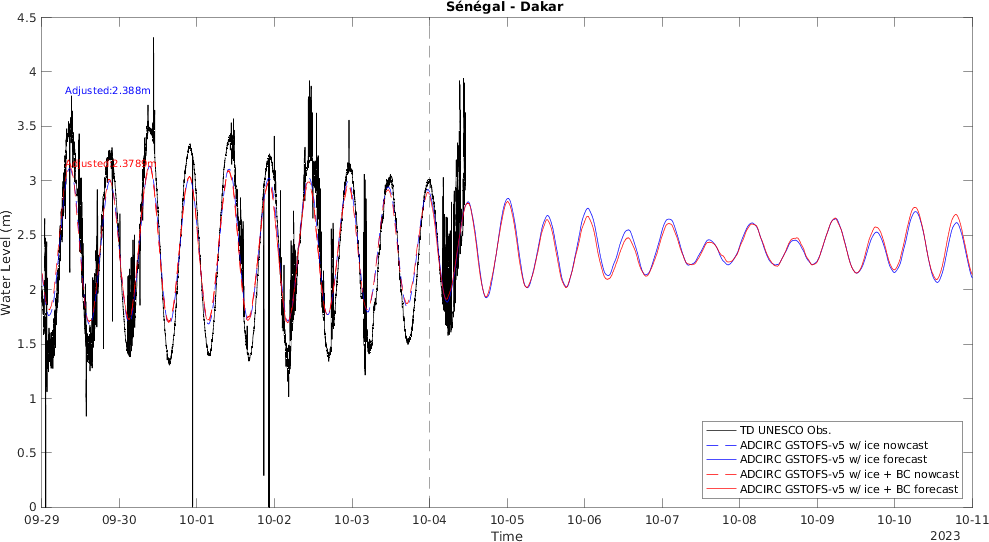 Sénégal - Dakar
4.5
4
3.5
3
2.5
2
1.5
1
0.5
0
Water Level (m)
Adjusted:2.388m
Adjusted:2.3789m
TD UNESCO Obs.
ADCIRC GSTOFS-v5 w/ ice nowcast
ADCIRC GSTOFS-v5 w/ ice forecast
ADCIRC GSTOFS-v5 w/ ice + BC nowcast
ADCIRC GSTOFS-v5 w/ ice + BC forecast
09-29 09-30 10-01 10-02 10-03 10-04 10-05 10-06 10-07 10-08 10-09 10-10 10-11
Time
2023